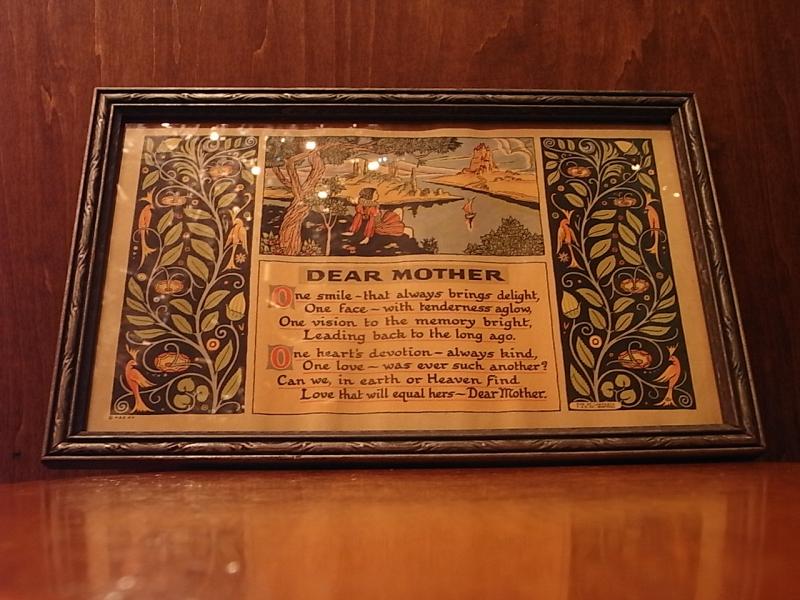 DEAR MOTHER
One smile - that always brings delight,
One face - with tenderness aglow,
One vision to the memory bright,
Leading back to the long ago.
One heart's devotion - always kind,
One love - was ever such another?
Can we, in earth or Heaven find
Love that will equal hers - Dear Mother.